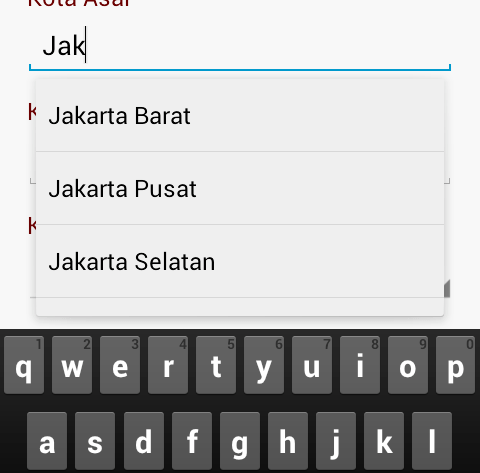 Kota Asal
Jak
K
Jakarta Barat
Jakarta Pusat
K
Jakarta Selatan
1 2 3 4 5 6 7 8 9 0
q w e r t y u i o p
a s d f g h j k l